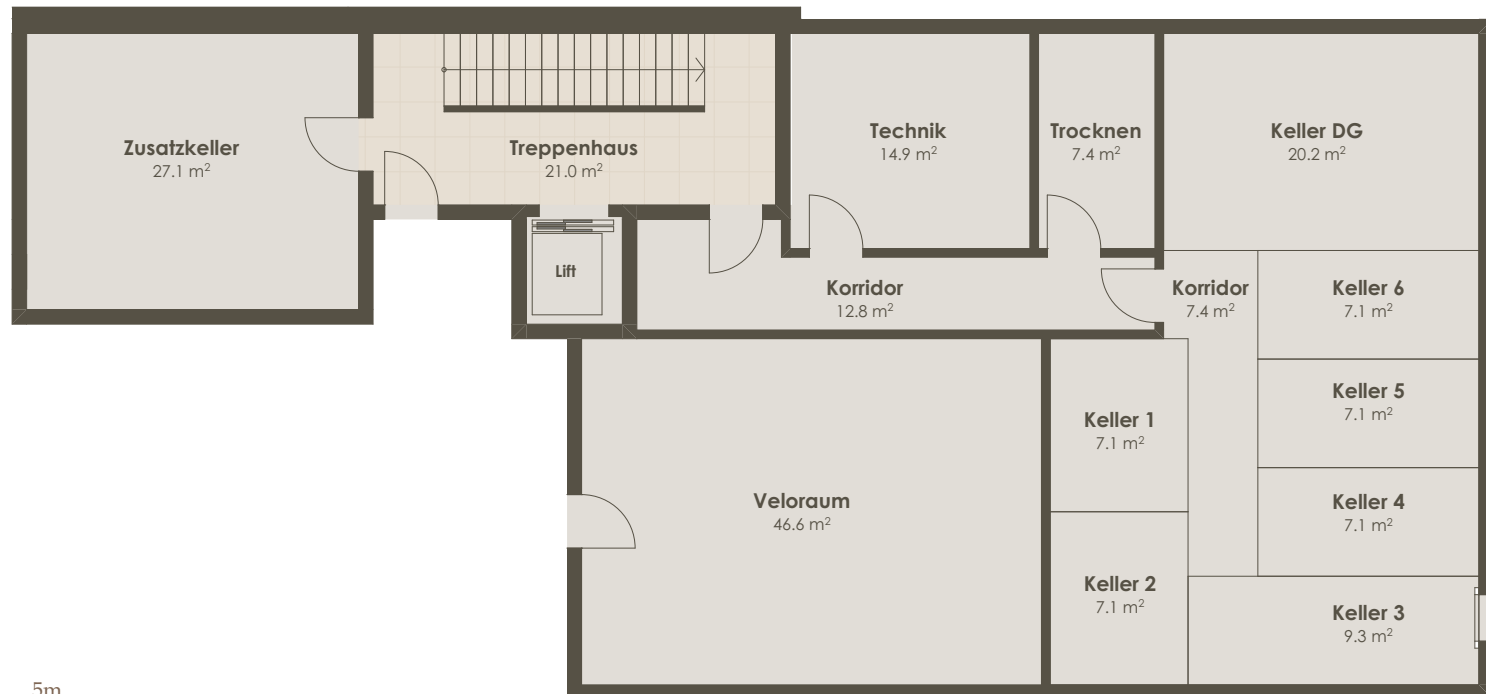 Zusatzkeller
27.1 m²
Treppenhaus
21.0 m²
Technik
14.9 m²
Trocknen
7.4 m²
Keller DG
20.2 m²
Lift
Korridor
12.8 m²
Korridor
7.4 m²
Keller 6
7.1 m²
Keller 5
7.1 m²
Keller 1
7.1 m²
Veloraum
46.6 m²
Keller 4
7.1 m²
Keller 2
7.1 m²
Keller 3
9.3 m²
5m